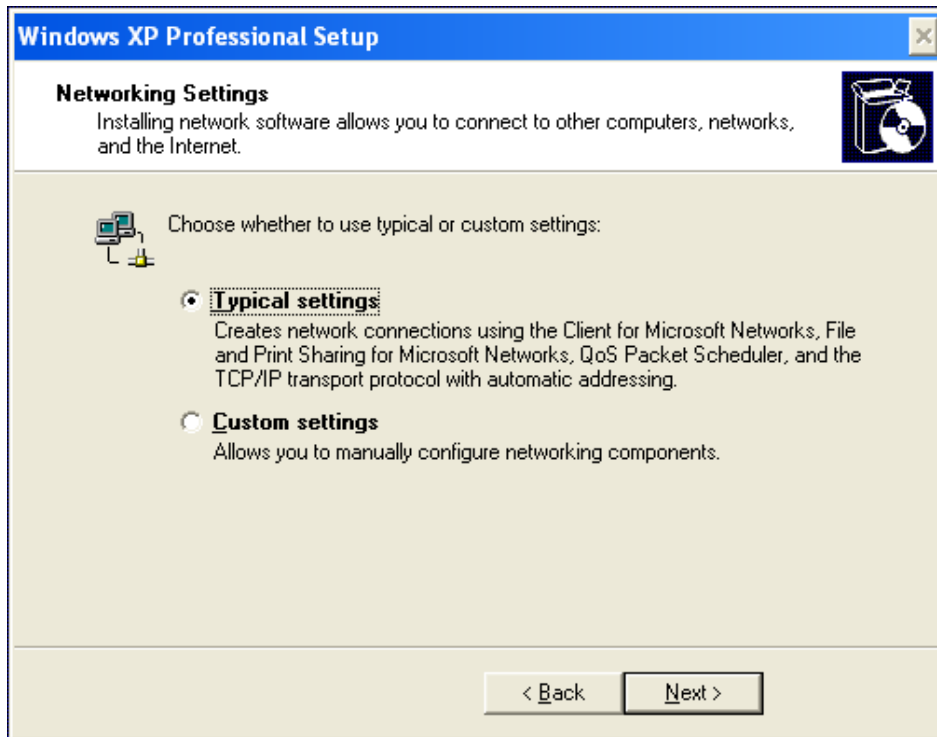 Windows XP Professional Setup
Networking Settings
Installing network software allows you to connect to other computers, networks,
and the Internet.
Choose whether to use typical or custom settings:
Typical settings
Creates network connections using the Client for Microsoft Networks, File
and Print Sharing for Microsoft Networks, QoS Packet Scheduler, and the
TCP/IP transport protocol with automatic addressing.
Custom settings
Allows you to manually configure networking components.
< Back Next >